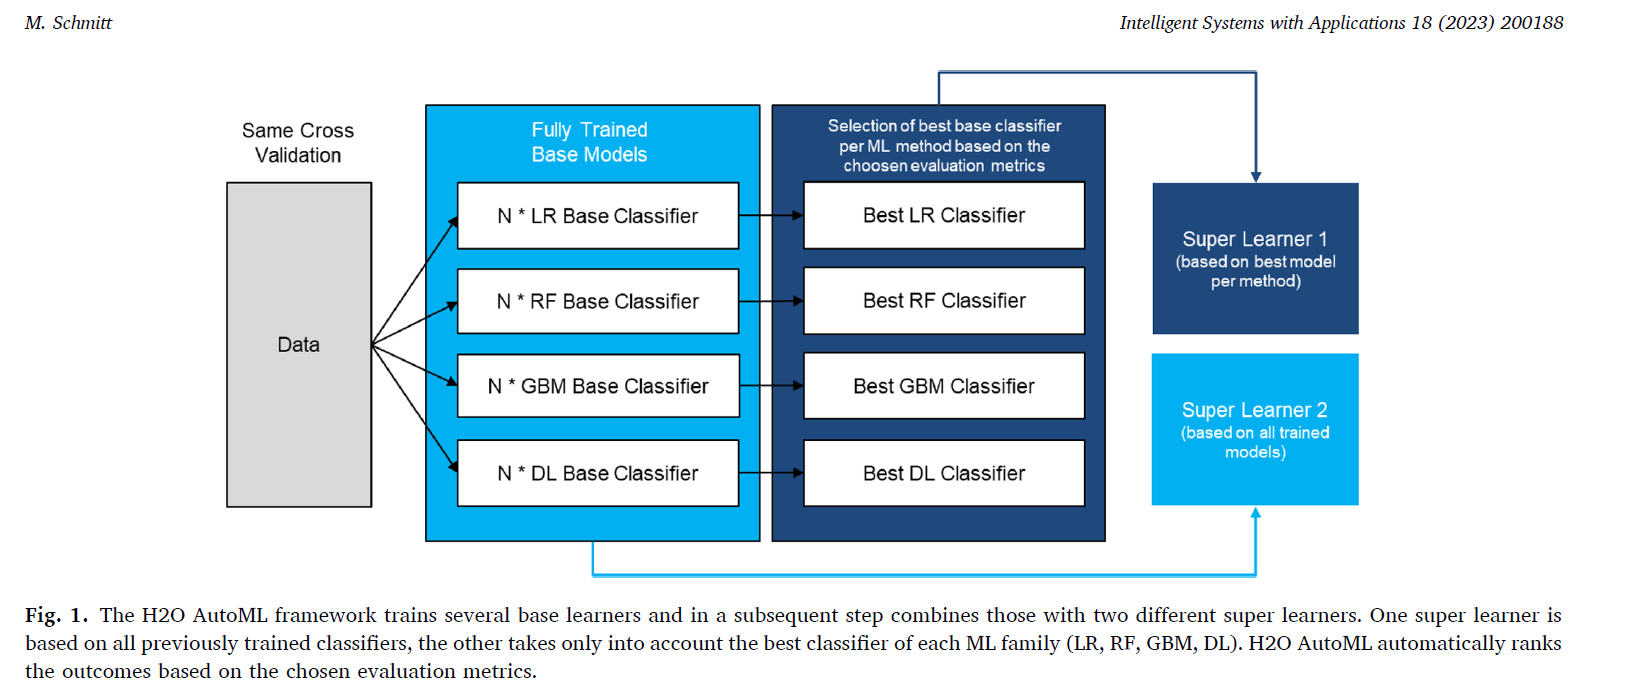 M. Schmitt
Intelligent Systems with Applications 18 (2023) 200188
Same Cross
Validation
Data
Fully Trained
Base Models
N * LR Base Classifier
N * RF Base Classifier
N * GBM Base Classifier
N * DL Base Classifier
Selection of best base classifier
per ML method based on the
choosen evaluation metrics
Best LR Classifier
Best RF Classifier
Best GBM Classifier
Best DL Classifier
Super Learner 1
(based on best model
per method)
Super Learner 2
(based on all trained
models)
Fig. 1. The H2O AutoML framework trains several base learners and in a subsequent step combines those with two different super learners. One super learner is
based on all previously trained classifiers, the other takes only into account the best classifier of each ML family (LR, RF, GBM, DL). H2O AutoML automatically ranks
the outcomes based on the chosen evaluation metrics.